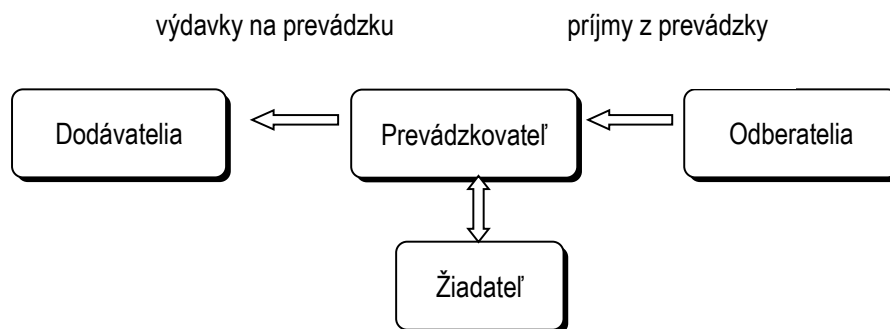 výdavky na prevádzku príjmy z prevádzky
Dodávatelia Prevádzkovateľ Odberatelia
Žiadateľ